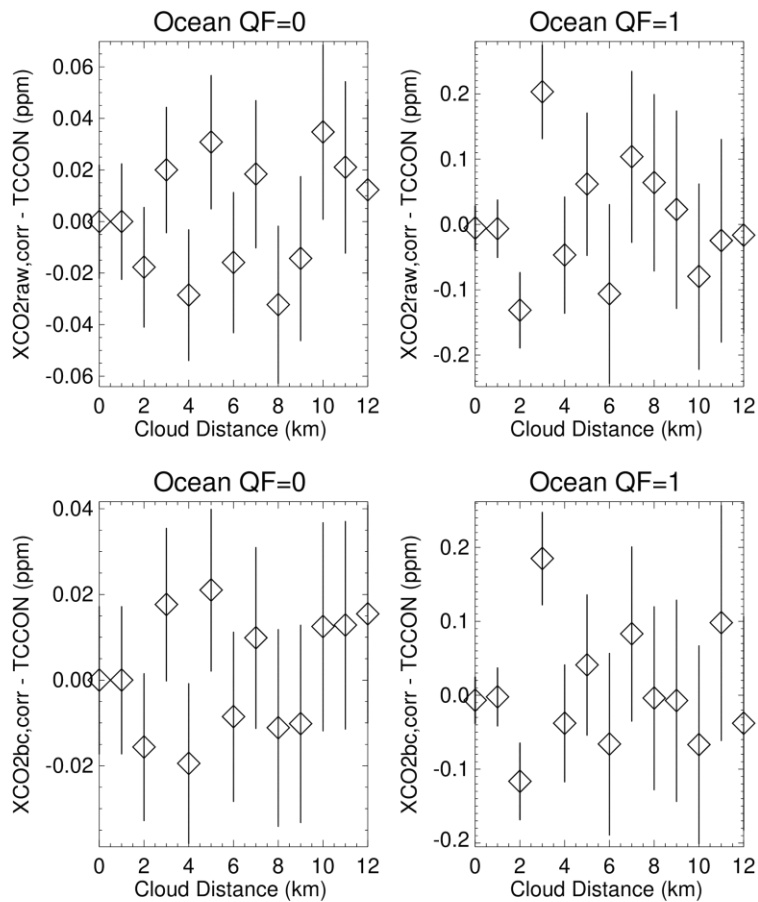 Ocean QF=0
XCO2raw,corr - TCCON (ppm)
0.06
0.04
0.02
0.00
-0.02
-0.04
-0.06
0 2 4 6 8 10 12
Cloud Distance (km)
Ocean QF=1
XCO2raw,corr - TCCON (ppm)
0.2
0.1
0.0
-0.1
-0.2
0 2 4 6 8 10 12
Cloud Distance (km)
Ocean QF=0
XCO2bc,corr - TCCON (ppm)
0.04
0.02
0.00
-0.02
0 2 4 6 8 10 12
Cloud Distance (km)
Ocean QF=1
XCO2bc,corr - TCCON (ppm)
0.2
0.1
0.0
-0.1
-0.2
0 2 4 6 8 10 12
Cloud Distance (km)